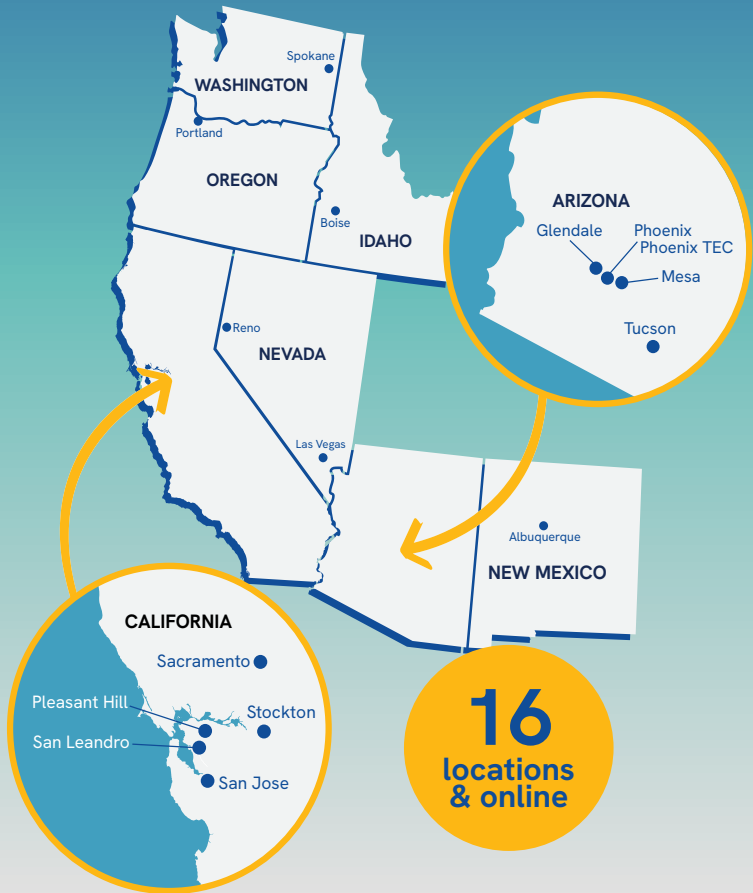 Spokane
WASHINGTON
Portland
OREGON
Boise
IDAHO
ARIZONA
Glendale
Phoenix
Phoenix TEC
Mesa
Tucson
Reno
NEVADA
Las Vegas
Albuquerque
NEW MEXICO
CALIFORNIA
Sacramento
Pleasant Hill
Stockton
San Leandro
San Jose
16
locations
& online